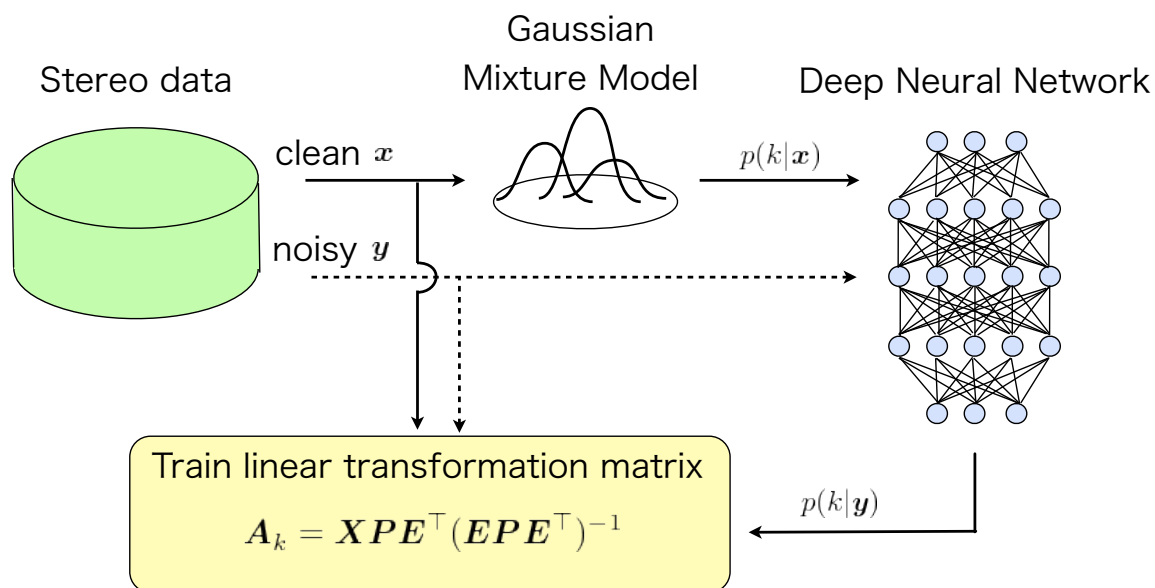 Gaussian
Mixture Model
Stereo data
Deep Neural Network
clean x
p(k|x)
noisy y
Train linear transformation matrix
A_k = XPE^⊤(EPE^⊤)^{-1}
p(k|y)